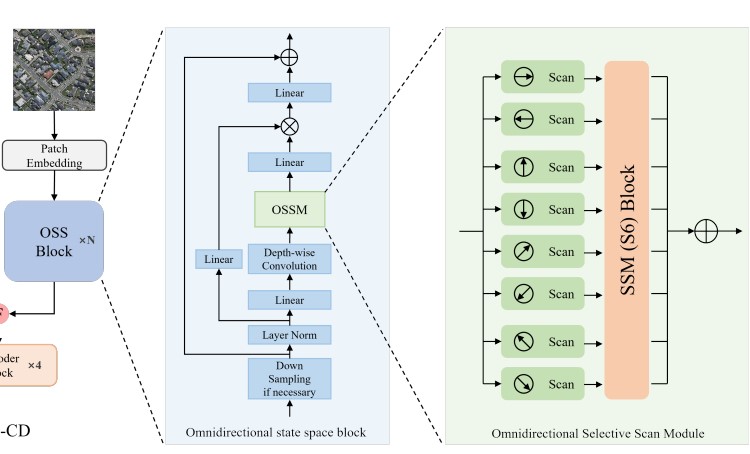 Patch
Embedding
OSS
Block ×N
F
oder
ock ×4
-CD
Linear
Linear
OSSM
Linear
Depth-wise
Convolution
Linear
Layer Norm
Down
Sampling
if necessary
Omnidirectional state space block
Scan
Scan
Scan
Scan
Scan
Scan
Scan
Scan
SSM (S6) Block
Omnidirectional Selective Scan Module